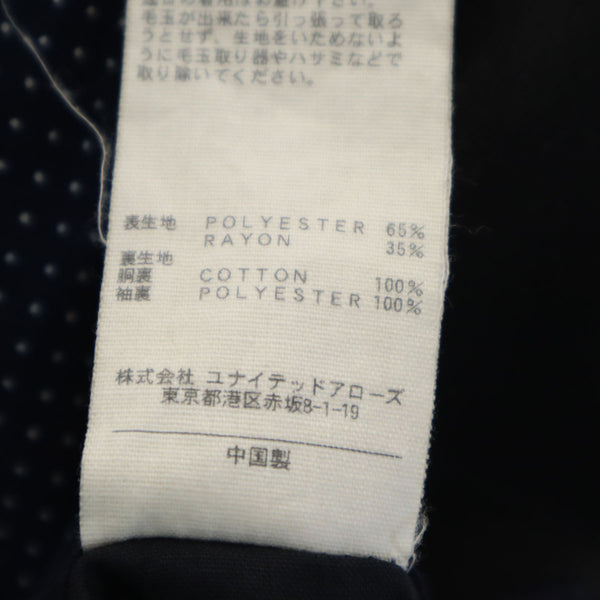 毛玉が出来たら引っ張って取ろ
うとせず、生地をいためないよ
うに毛玉取り器やハサミなどで
取り除いてください。
表生地 POLYESTER 65%
RAYON 35%
裏生地
胴裏 COTTON 100%
袖裏 POLYESTER 100%
株式会社 ユナイテッドアローズ
東京都港区赤坂8-1-19
中国製